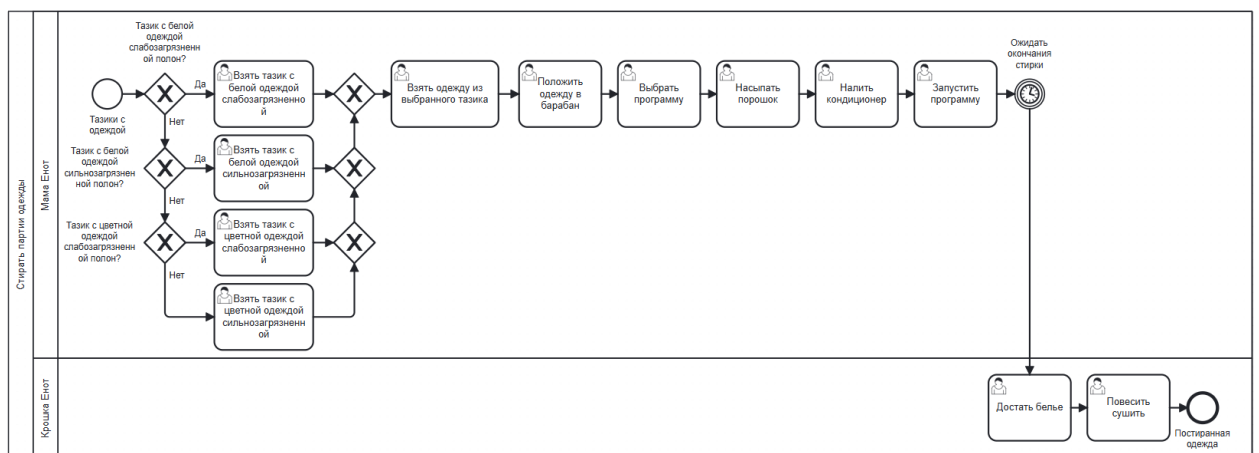 Стирать партии одежды
Мама Енот
Тазик с белой
одеждой
слабозагрязненн
ой полон?
Тазики с
одеждой
Да
Нет
Взять тазик с
белой одеждой
слабозагрязненно
й
Тазик с белой
одеждой
сильнозагрязнен
ной полон?
Да
Нет
Взять тазик с
белой одеждой
сильнозагрязненн
ой
Тазик с цветной
одеждой
слабозагрязненн
ой полон?
Да
Нет
Взять тазик с
цветной одеждой
слабозагрязненно
й
Взять тазик с
цветной одеждой
сильнозагрязненн
ой
Взять одежду из
выбранного тазика
Положить
одежду в
барабан
Выбрать
программу
Насыпать
порошок
Налить
кондиционер
Запустить
программу
Ожидать
окончания
стирки
Крошка Енот
Достать белье
Повесить
сушить
Постиранная
одежда